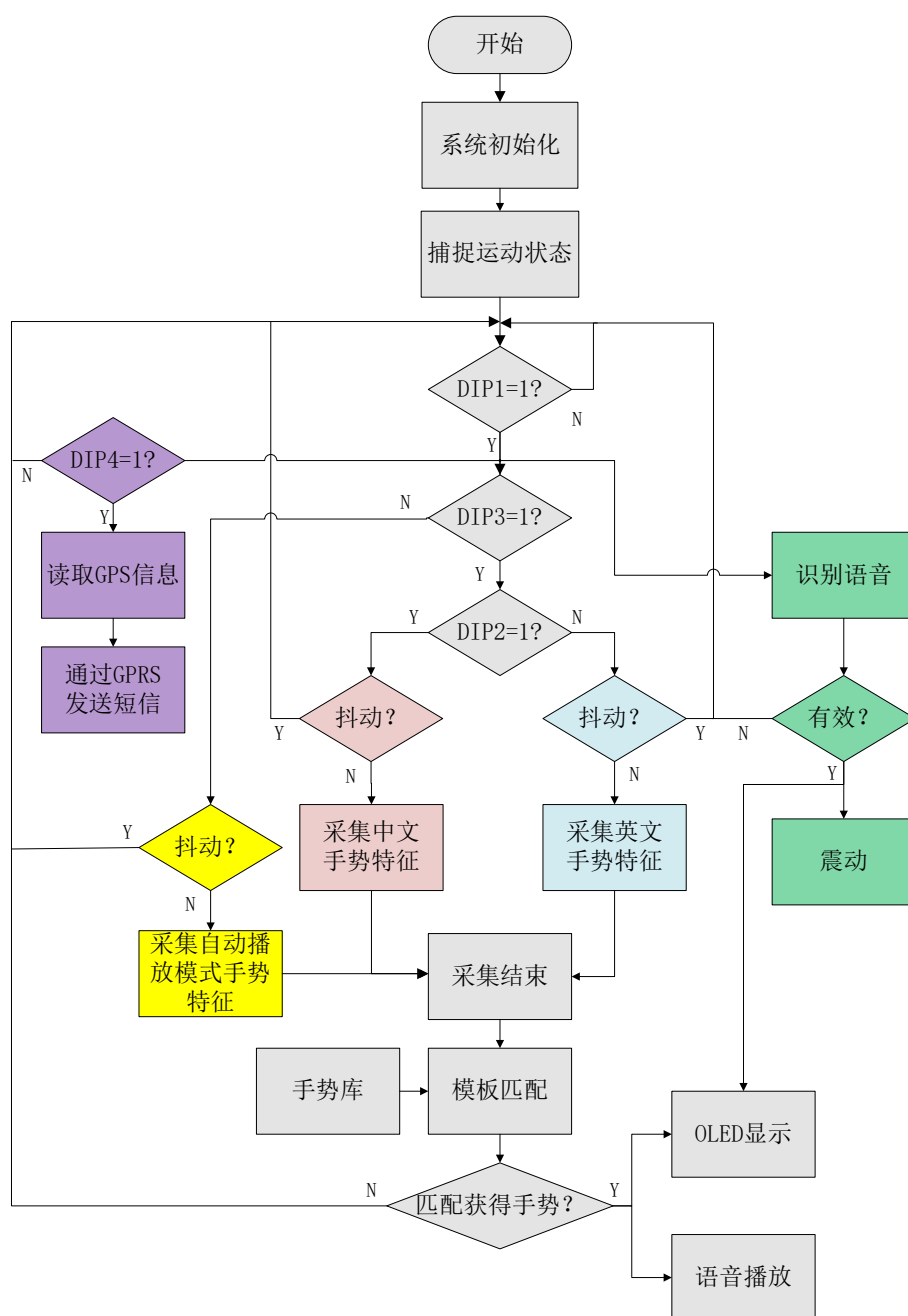 开始
系统初始化
捕捉运动状态
DIP1=1?
N
Y
DIP4=1?
N
Y
DIP3=1?
N
Y
读取GPS信息
识别语音
DIP2=1?
Y
N
通过GPRS
发送短信
抖动？
Y
N
抖动？
Y
N
有效？
N
Y
抖动？
Y
N
采集中文
手势特征
采集英文
手势特征
震动
采集自动播
放模式手势
特征
采集结束
手势库
模板匹配
OLED显示
匹配获得手势？
N
Y
语音播放